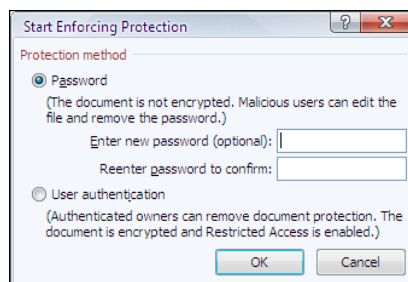 Start Enforcing Protection
Protection method
Password
(The document is not encrypted. Malicious users can edit the
file and remove the password.)
Enter new password (optional):
Reenter password to confirm:
User authentication
(Authenticated owners can remove document protection. The
document is encrypted and Restricted Access is enabled.)
OK Cancel